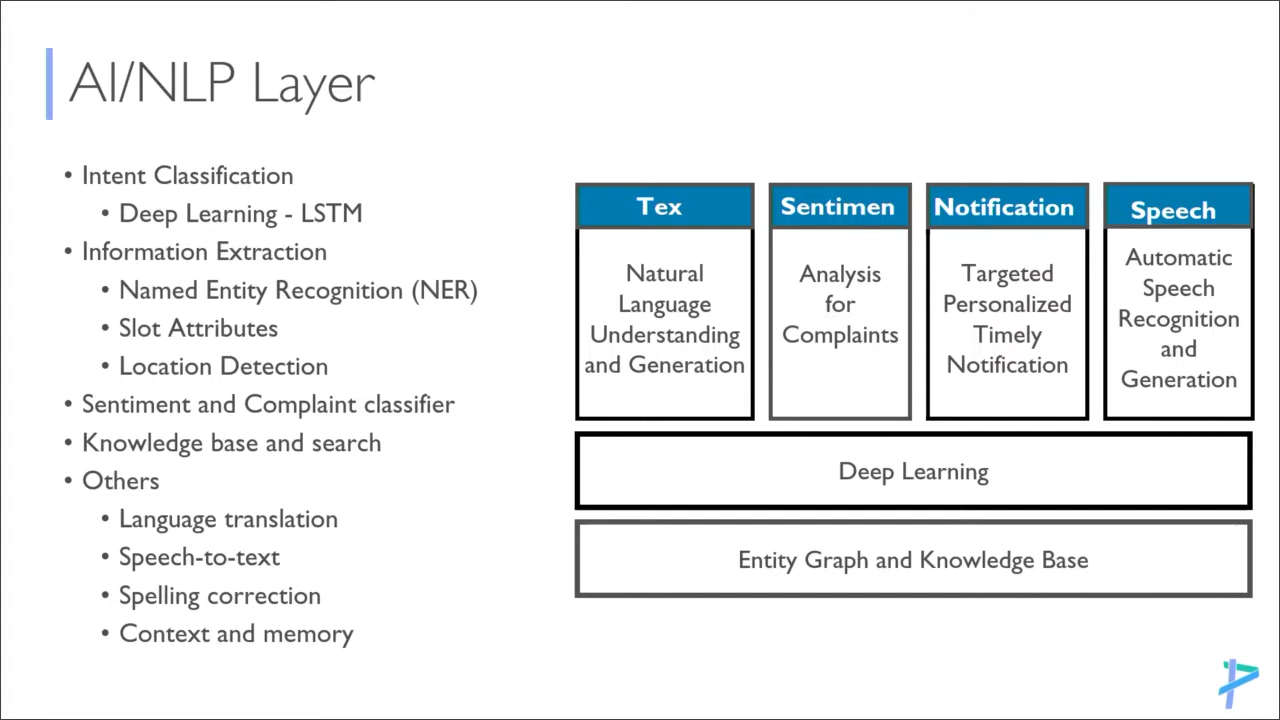 AI/NLP Layer
• Intent Classification
• Deep Learning - LSTM
• Information Extraction
• Named Entity Recognition (NER)
• Slot Attributes
• Location Detection
• Sentiment and Complaint classifier
• Knowledge base and search
• Others
• Language translation
• Speech-to-text
• Spelling correction
• Context and memory
Tex
Natural
Language
Understanding
and Generation
Sentimen
Analysis
for
Complaints
Notification
Targeted
Personalized
Timely
Notification
Speech
Automatic
Speech
Recognition
and
Generation
Deep Learning
Entity Graph and Knowledge Base